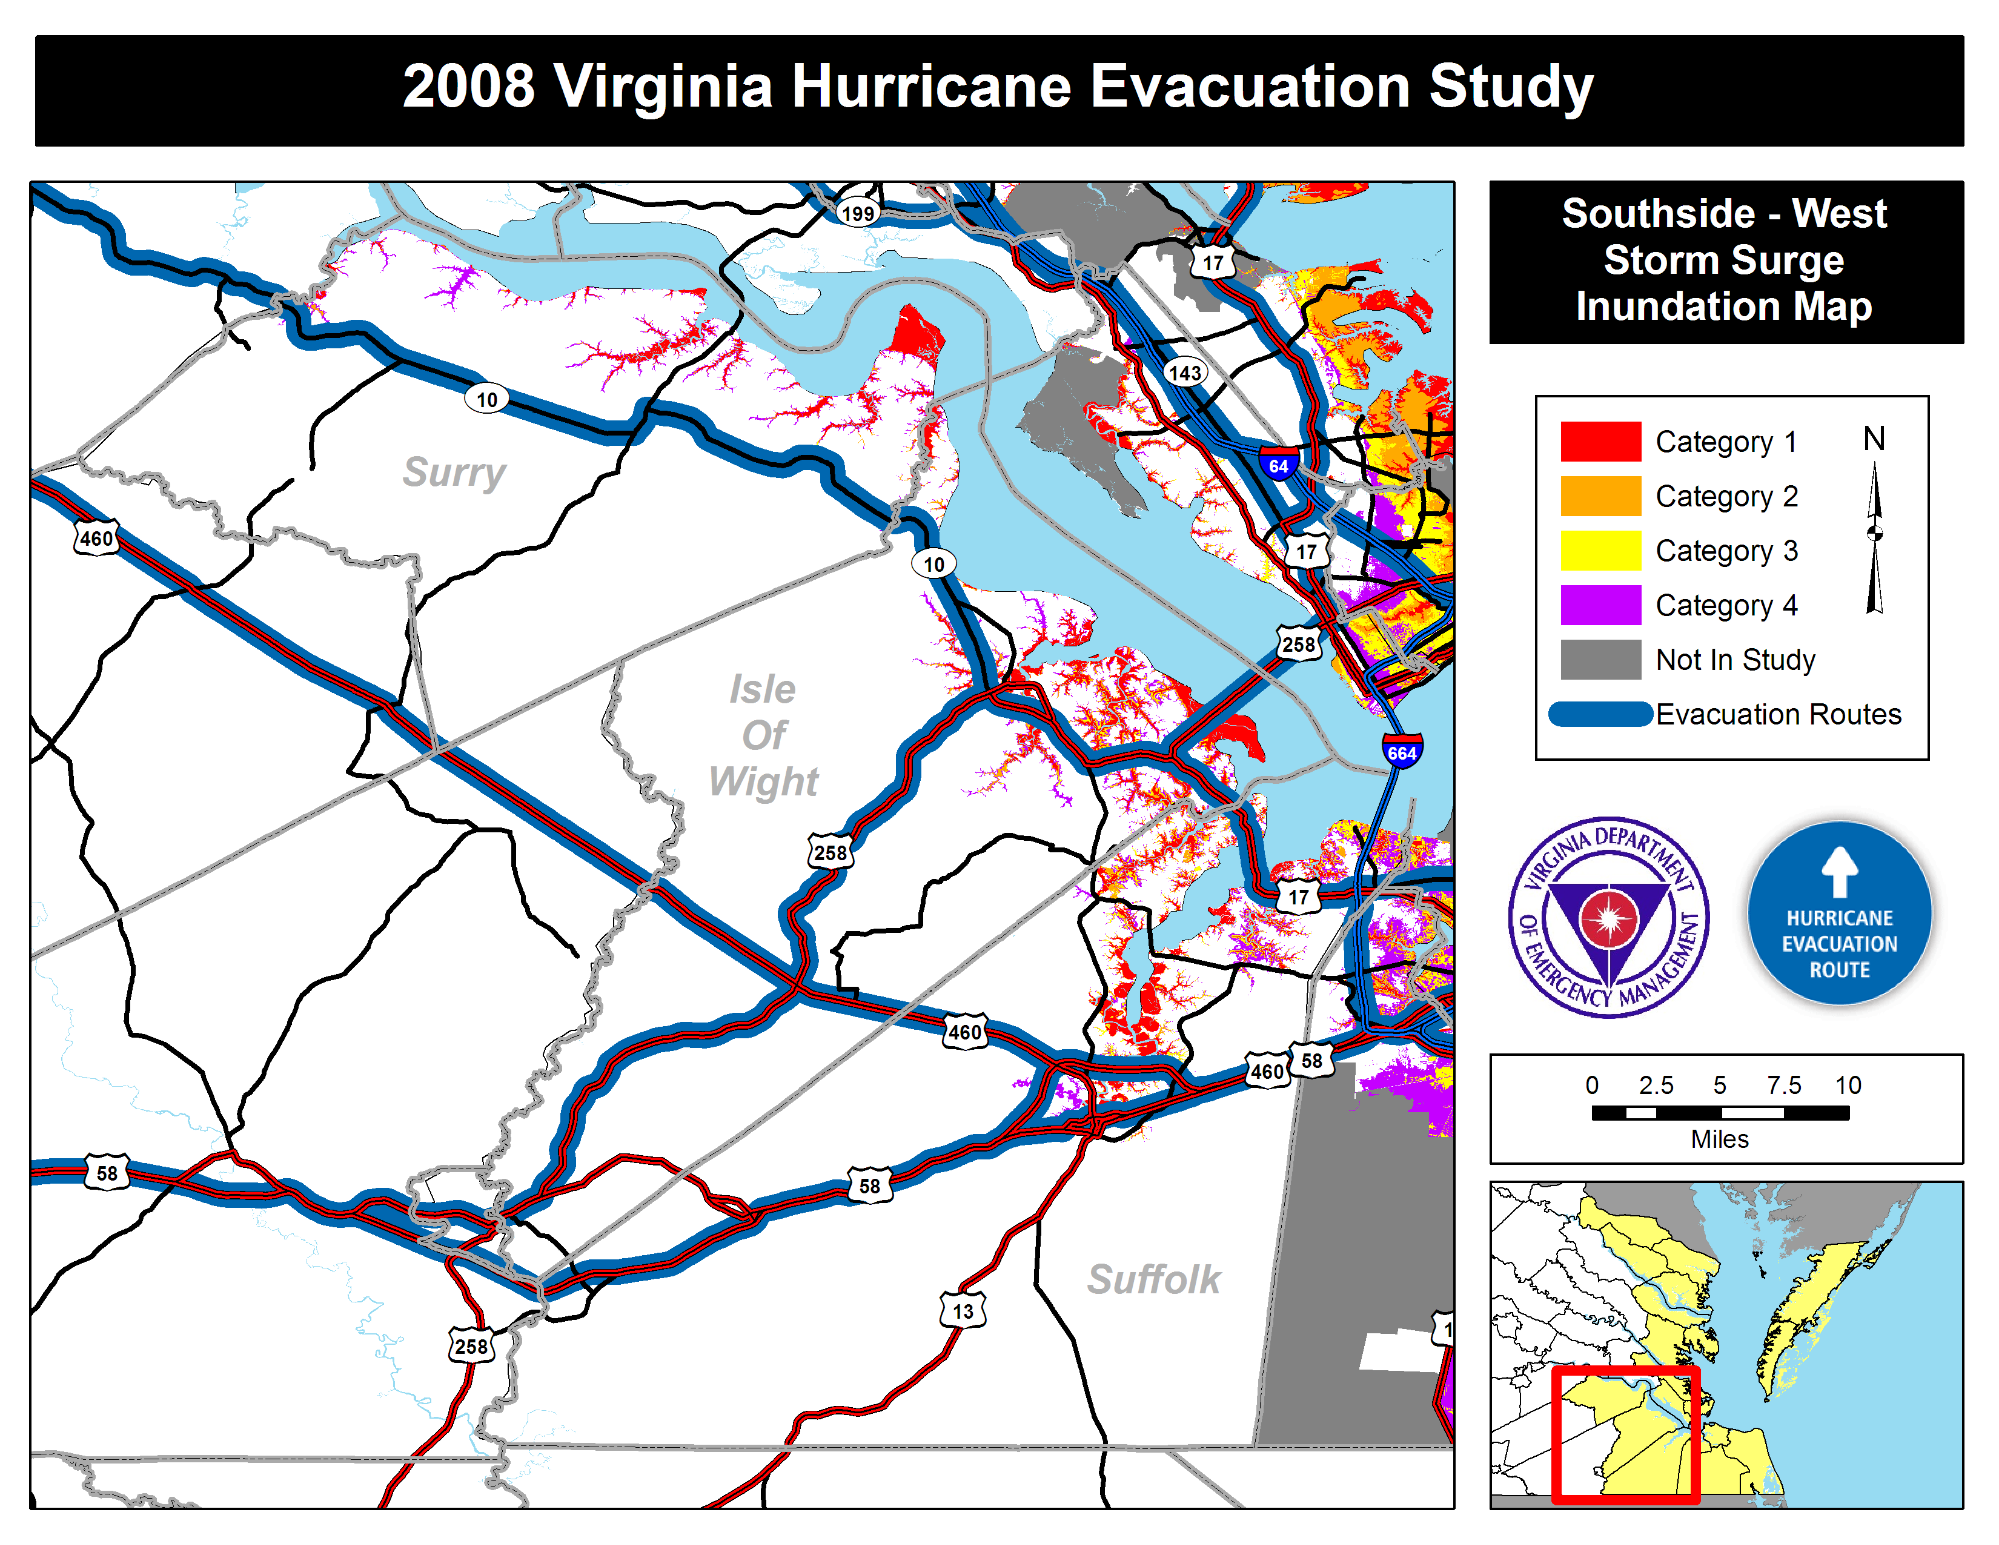 2008 Virginia Hurricane Evacuation Study
Southside - West
Storm Surge
Inundation Map
199
17
10
143
64
Surry
460
17
10
258
Isle
Of
Wight
664
258
17
460
460
58
58
58
Suffolk
13
258
1
Category 1
Category 2
Category 3
Category 4
Not In Study
Evacuation Routes
N
VIRGINIA DEPARTMENT
OF EMERGENCY MANAGEMENT
HURRICANE
EVACUATION
ROUTE
0 2.5 5 7.5 10
Miles